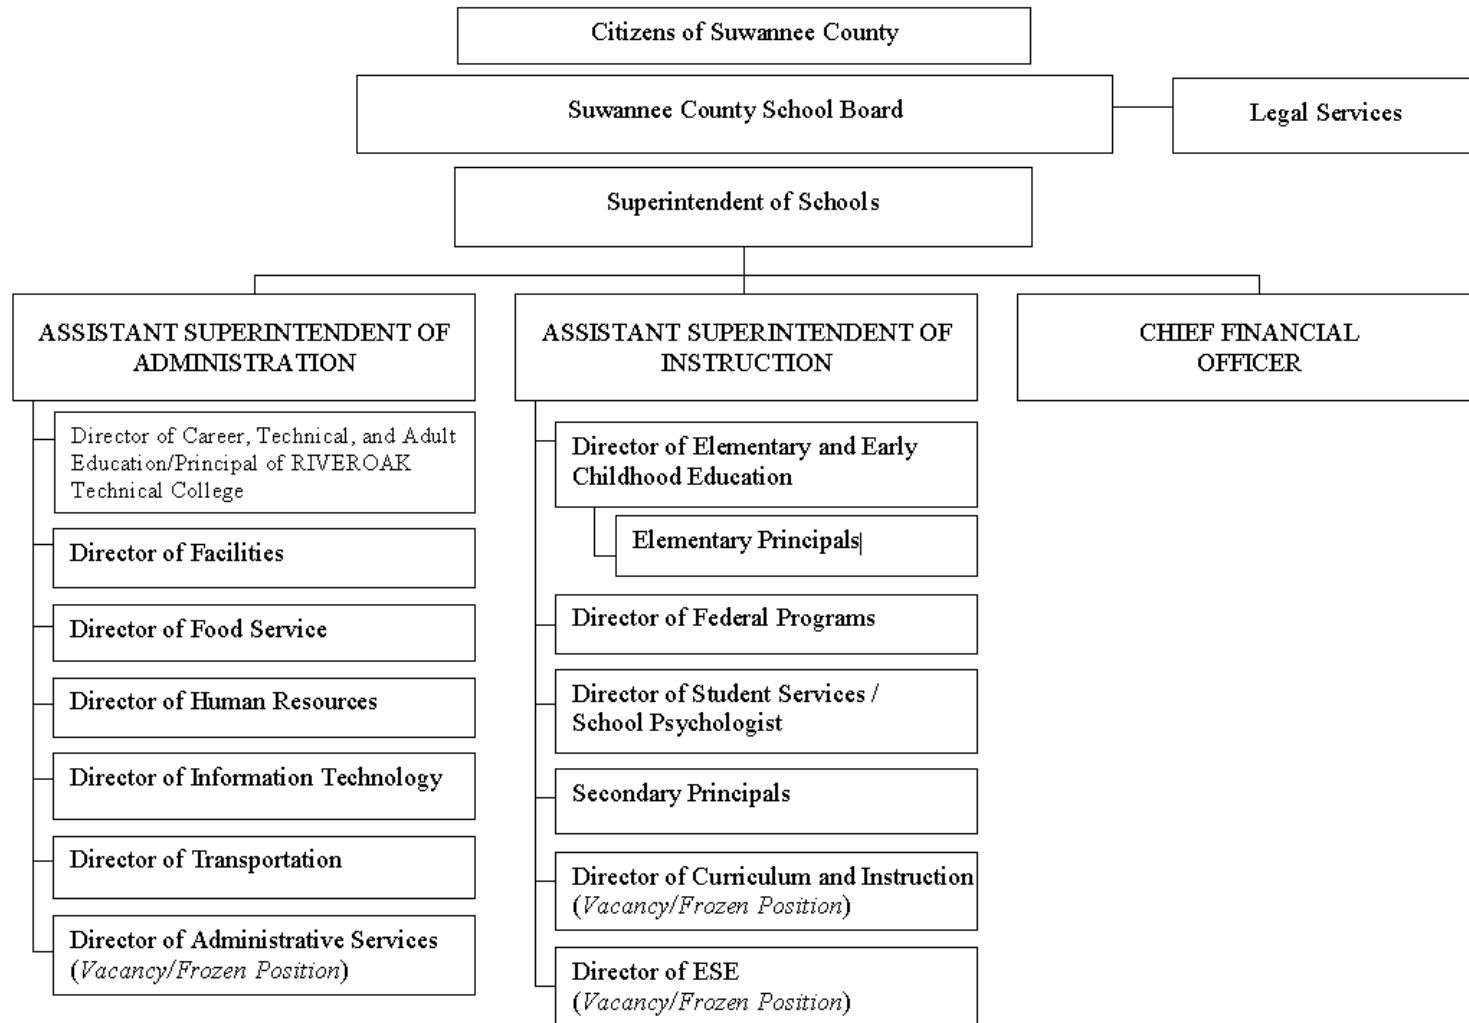 Citizens of Suwannee County
Suwannee County School Board
Legal Services
Superintendent of Schools
ASSISTANT SUPERINTENDENT OF
ADMINISTRATION
Director of Career, Technical, and Adult
Education/Principal of RIVEROAK
Technical College
Director of Facilities
Director of Food Service
Director of Human Resources
Director of Information Technology
Director of Transportation
Director of Administrative Services
(Vacancy/Frozen Position)
ASSISTANT SUPERINTENDENT OF
INSTRUCTION
Director of Elementary and Early
Childhood Education
Elementary Principals
Director of Federal Programs
Director of Student Services /
School Psychologist
Secondary Principals
Director of Curriculum and Instruction
(Vacancy/Frozen Position)
Director of ESE
(Vacancy/Frozen Position)
CHIEF FINANCIAL
OFFICER